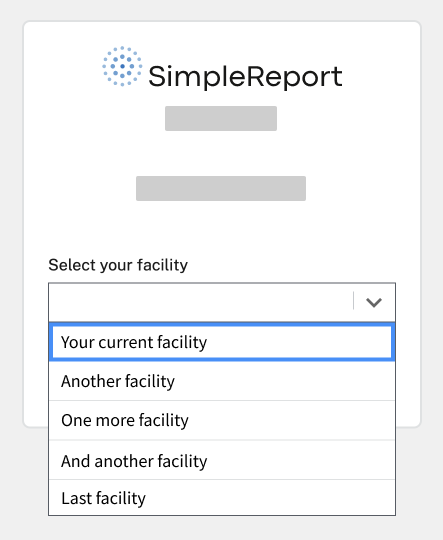 SimpleReport
Select your facility
Your current facility
Another facility
One more facility
And another facility
Last facility